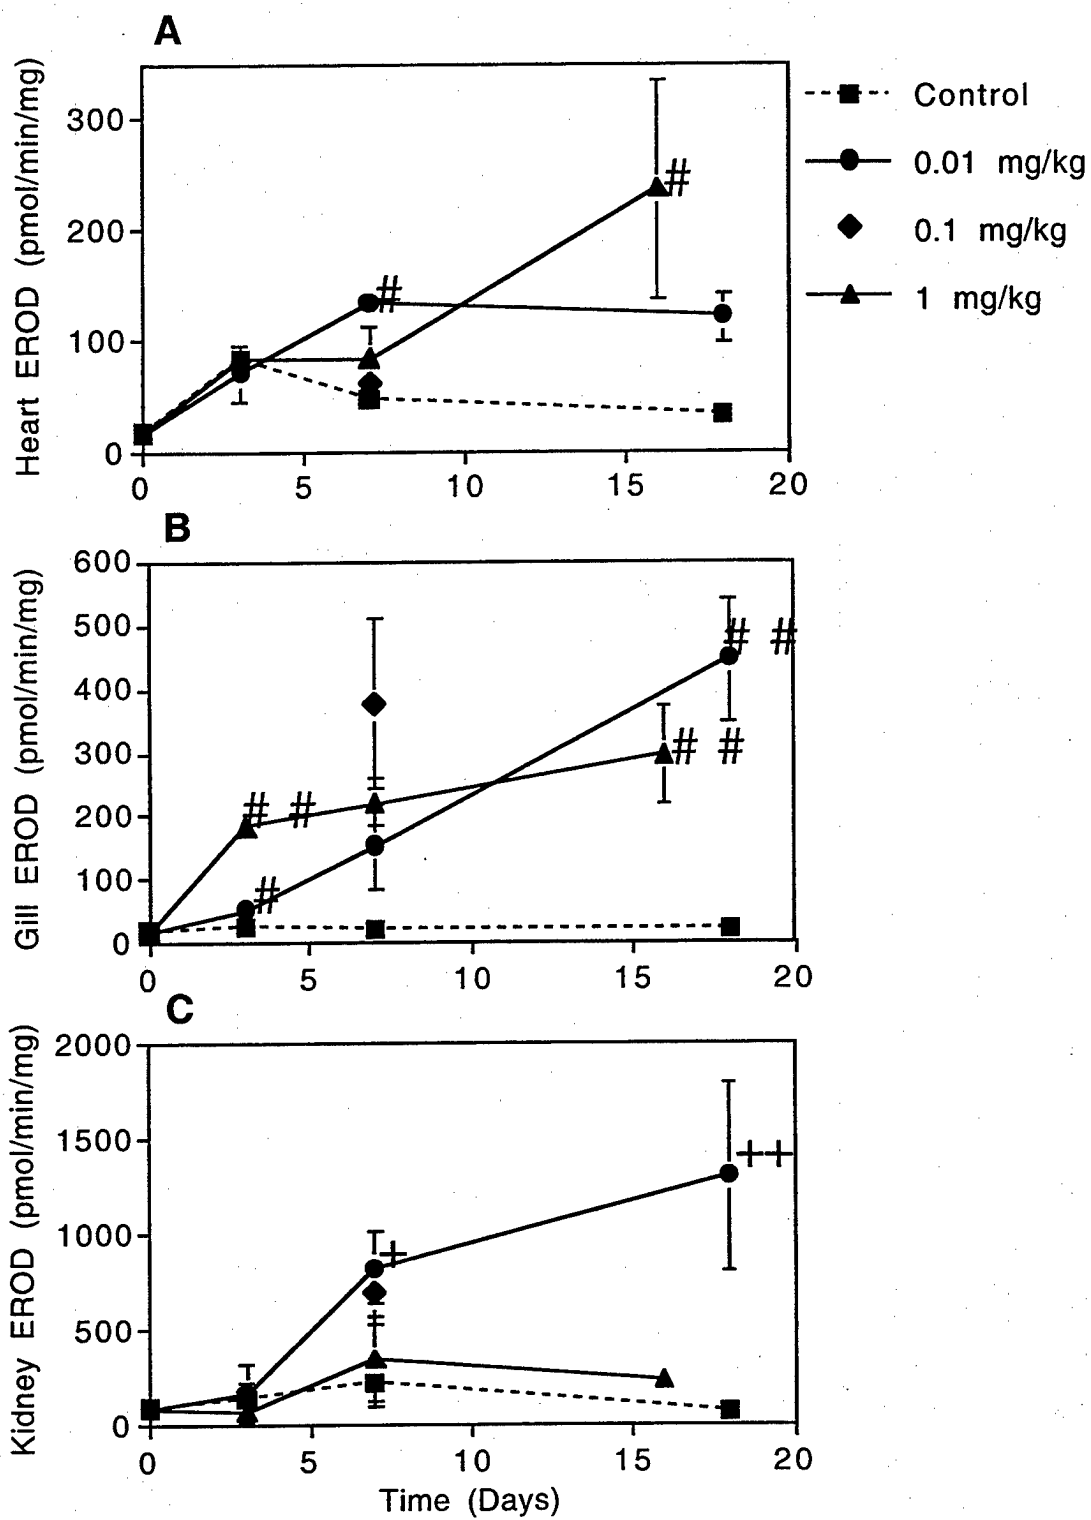 A
Heart EROD (pmol/min/mg)
300
200
100
0
0 5 10 15 20
Control
0.01 mg/kg
0.1 mg/kg
1 mg/kg
#
#
B
Gill EROD (pmol/min/mg)
600
500
400
300
200
100
0
0 5 10 15 20
# #
# #
# #
#
C
Kidney EROD (pmol/min/mg)
2000
1500
1000
500
0
0 5 10 15 20
++
+
Time (Days)